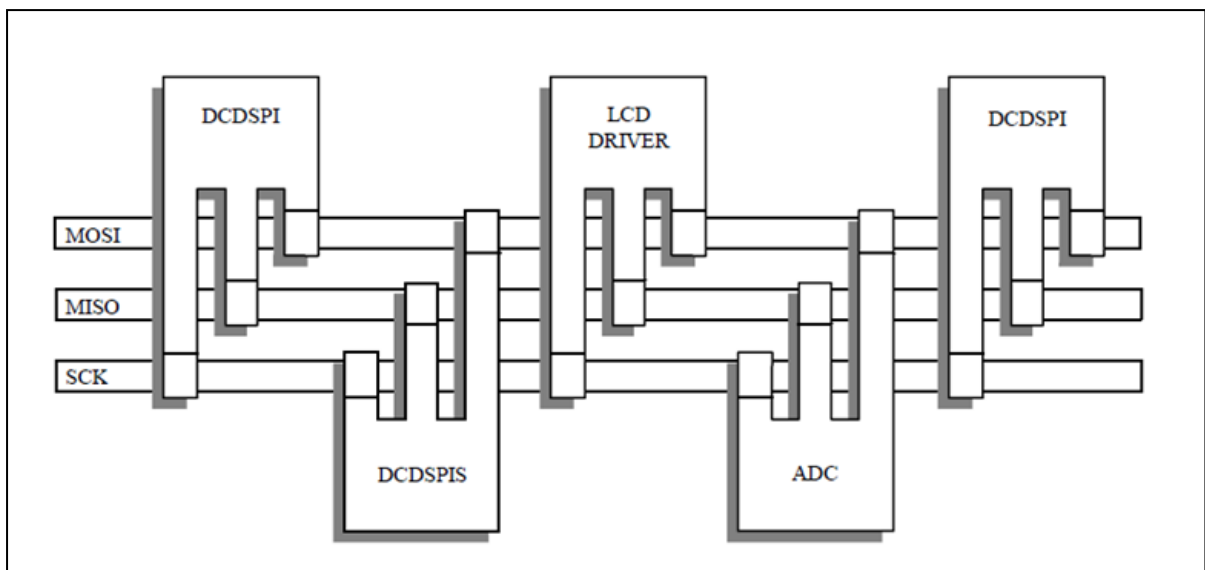 DCDSPI
LCD
DRIVER
DCDSPI
MOSI
MISO
SCK
DCDSPIS
ADC